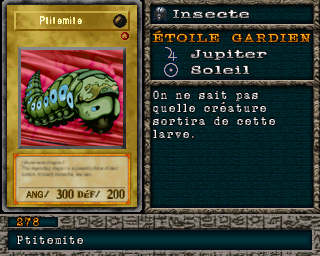 Ptitemite
ANG/ 300 DéF/ 200
Insecte
ÉTOILE GARDIEN
Jupiter
Soleil
On ne sait pas
quelle créature
sortira de cette
larve.
278
Ptitemite